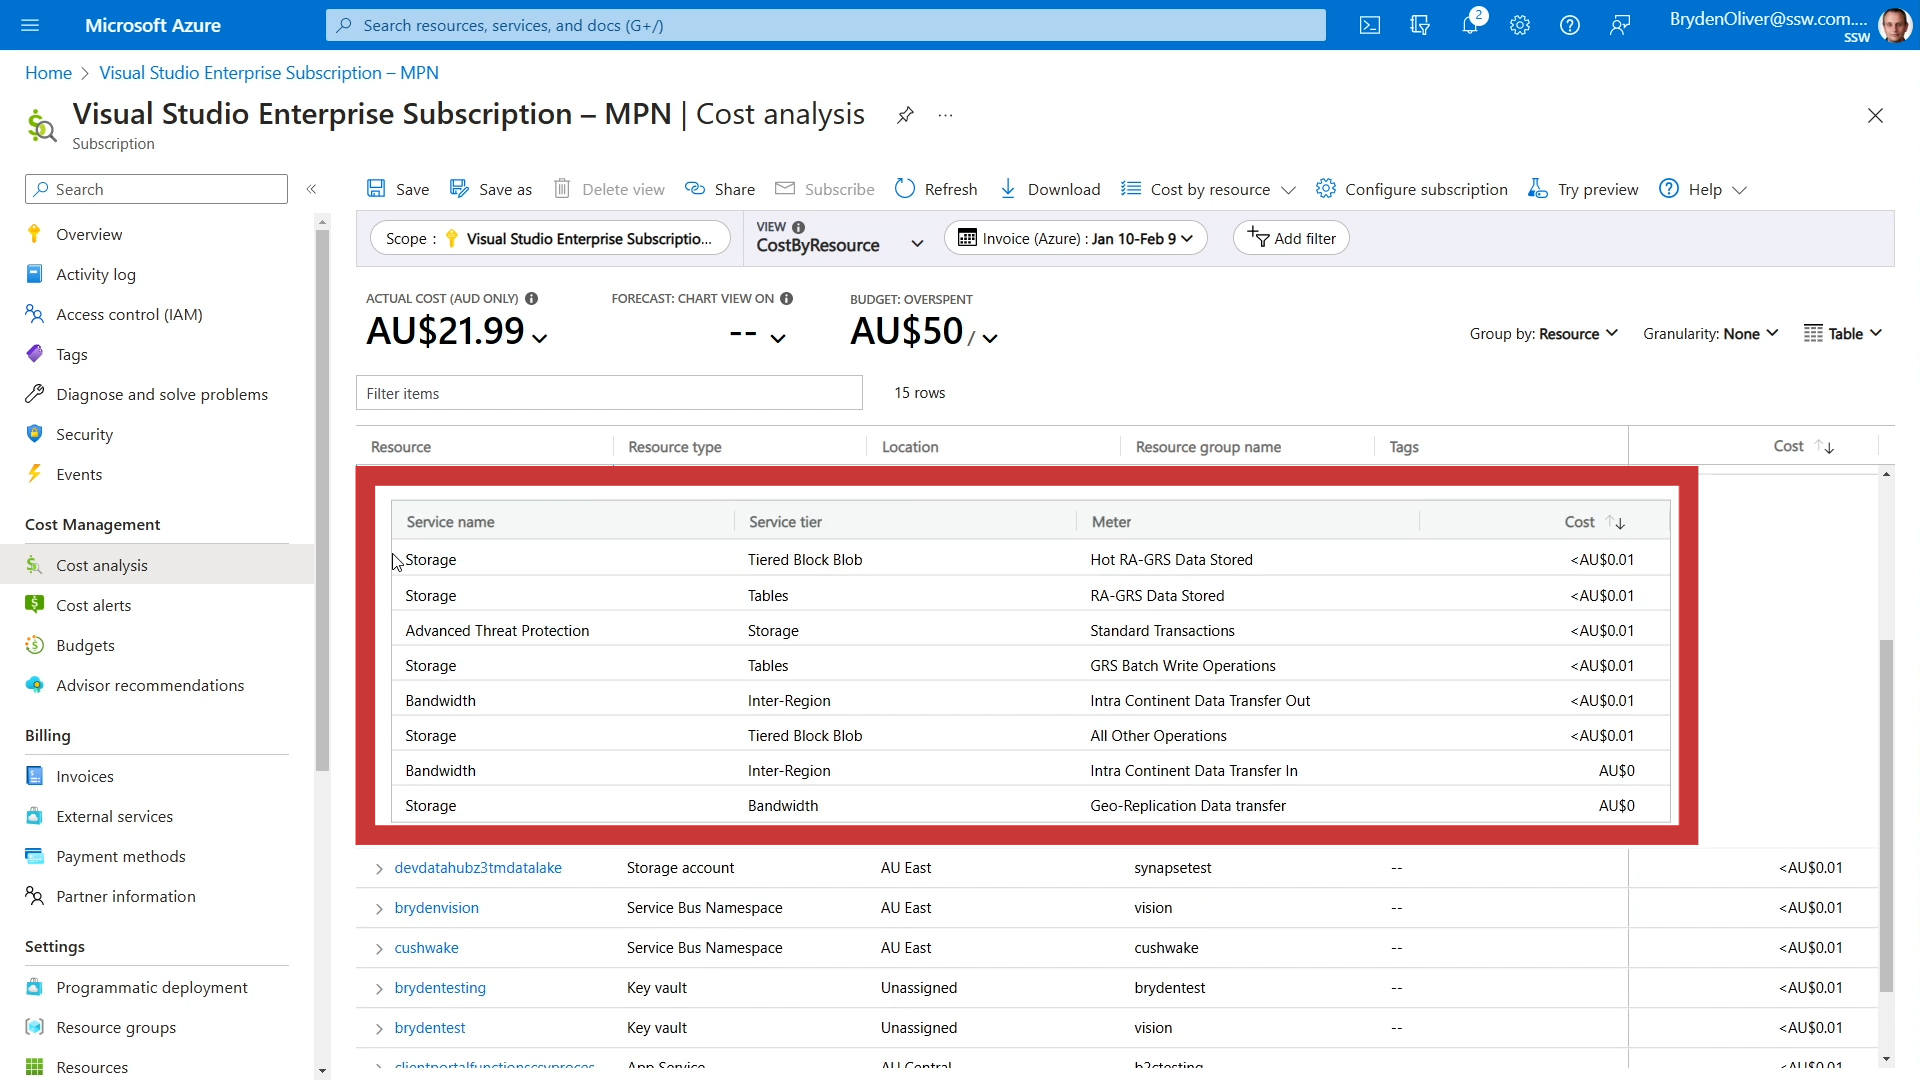 Microsoft Azure
Search resources, services, and docs (G+/)
2
BrydenOliver@ssw.com....
SSW
Home > Visual Studio Enterprise Subscription – MPN
Visual Studio Enterprise Subscription – MPN | Cost analysis
...
Subscription
Search
«
Save
Save as
Delete view
Share
Subscribe
Refresh
Download
Cost by resource
Configure subscription
Try preview
Help
Overview
Activity log
Access control (IAM)
Tags
Diagnose and solve problems
Security
Events
Cost Management
Cost analysis
Cost alerts
Budgets
Advisor recommendations
Billing
Invoices
External services
Payment methods
Partner information
Settings
Programmatic deployment
Resource groups
Resources
Scope : Visual Studio Enterprise Subscriptio...
VIEW
CostByResource
Invoice (Azure) : Jan 10-Feb 9
Add filter
ACTUAL COST (AUD ONLY)
AU$21.99
FORECAST: CHART VIEW ON
--
BUDGET: OVERSPENT
AU$50 /
Group by: Resource
Granularity: None
Table
Filter items
15 rows
Resource Resource type Location Resource group name Tags Cost
Service name Service tier Meter Cost
Storage Tiered Block Blob Hot RA-GRS Data Stored <AU$0.01
Storage Tables RA-GRS Data Stored <AU$0.01
Advanced Threat Protection Storage Standard Transactions <AU$0.01
Storage Tables GRS Batch Write Operations <AU$0.01
Bandwidth Inter-Region Intra Continent Data Transfer Out <AU$0.01
Storage Tiered Block Blob All Other Operations <AU$0.01
Bandwidth Inter-Region Intra Continent Data Transfer In AU$0
Storage Bandwidth Geo-Replication Data transfer AU$0
devdatahubz3tmdatalake Storage account AU East synapsetest -- <AU$0.01
brydenvision Service Bus Namespace AU East vision -- <AU$0.01
cushwake Service Bus Namespace AU East cushwake -- <AU$0.01
brydentesting Key vault Unassigned brydentest -- <AU$0.01
brydentest Key vault Unassigned vision -- <AU$0.01
App Service AU Central b2ctesting -- <AU$0.01